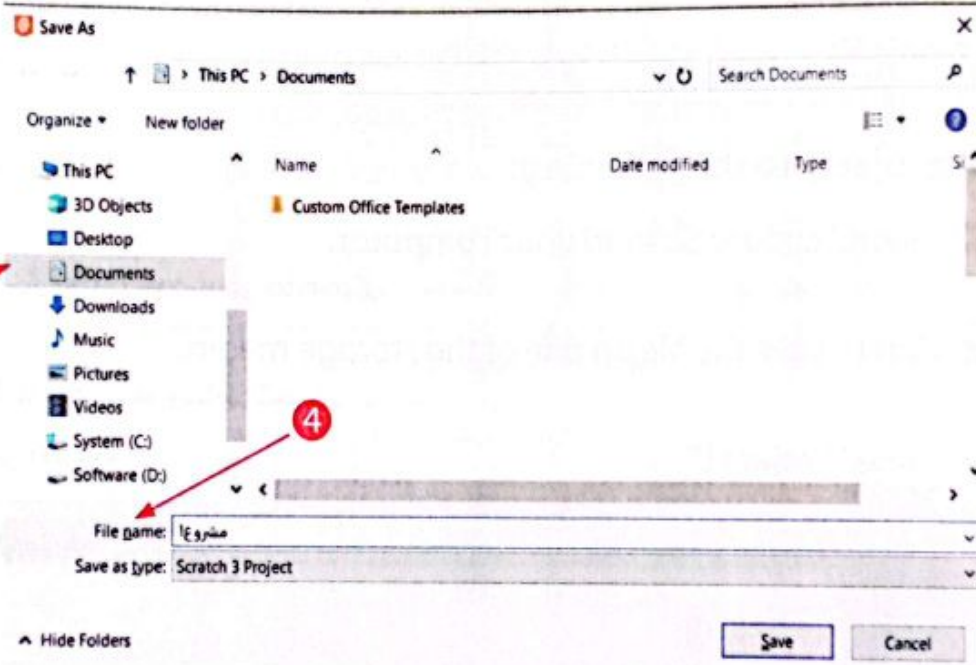 Save As
This PC > Documents
Search Documents
Organize
New folder
Name
Date modified
Type
This PC
3D Objects
Custom Office Templates
Desktop
Documents
Downloads
Music
Pictures
Videos
4
System (C:)
Software (D:)
File name: مشروع1
Save as type: Scratch 3 Project
Hide Folders
Save
Cancel